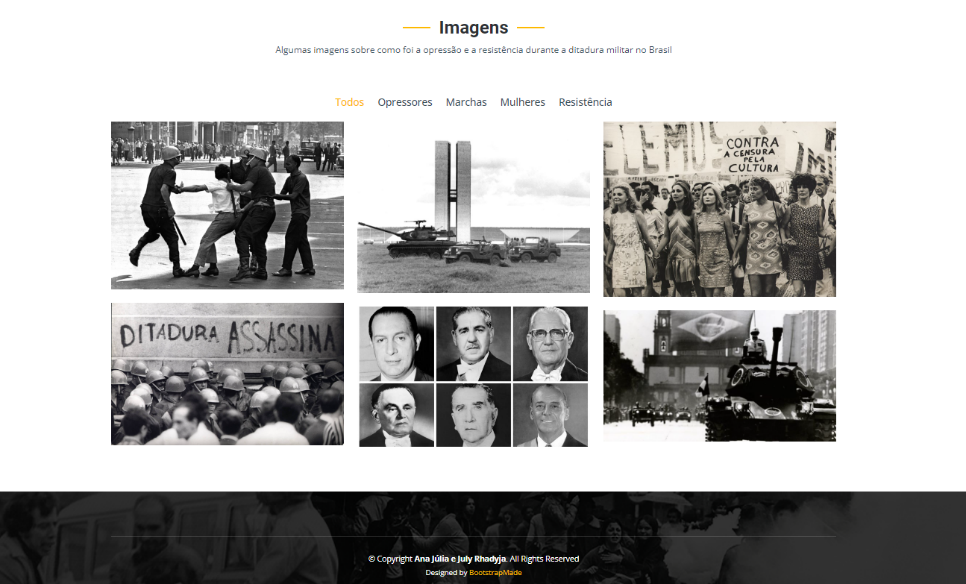 Imagens
Algumas imagens sobre como foi a opressão e a resistência durante a ditadura militar no Brasil
Todos Opressores Marchas Mulheres Resistência
CONTRA
A CENSURA
PELA
CULTURA
DITADURA ASSASSINA
© Copyright Ana Júlia e July Rhadyja. All Rights Reserved
Designed by BootstrapMade